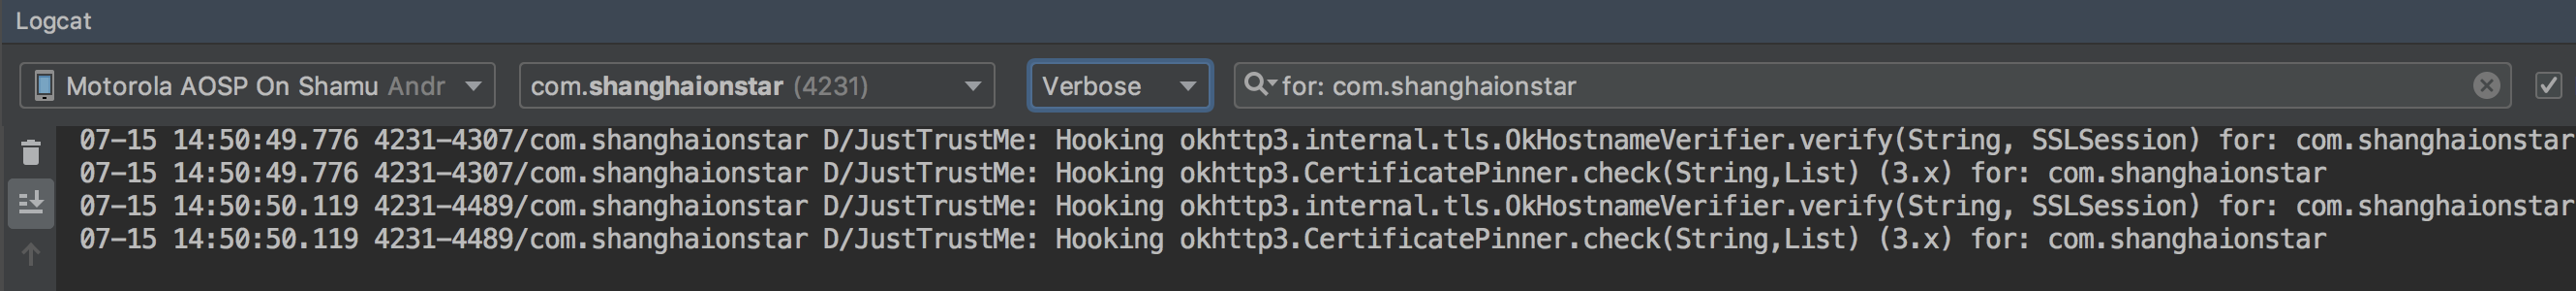 Logcat
Motorola AOSP On Shamu Andr com.shanghaionstar (4231) Verbose for: com.shanghaionstar
07-15 14:50:49.776 4231-4307/com.shanghaionstar D/JustTrustMe: Hooking okhttp3.internal.tls.OkHostnameVerifier.verify(String, SSLSession) for: com.shanghaionstar
07-15 14:50:49.776 4231-4307/com.shanghaionstar D/JustTrustMe: Hooking okhttp3.CertificatePinner.check(String,List) (3.x) for: com.shanghaionstar
07-15 14:50:50.119 4231-4489/com.shanghaionstar D/JustTrustMe: Hooking okhttp3.internal.tls.OkHostnameVerifier.verify(String, SSLSession) for: com.shanghaionstar
07-15 14:50:50.119 4231-4489/com.shanghaionstar D/JustTrustMe: Hooking okhttp3.CertificatePinner.check(String,List) (3.x) for: com.shanghaionstar